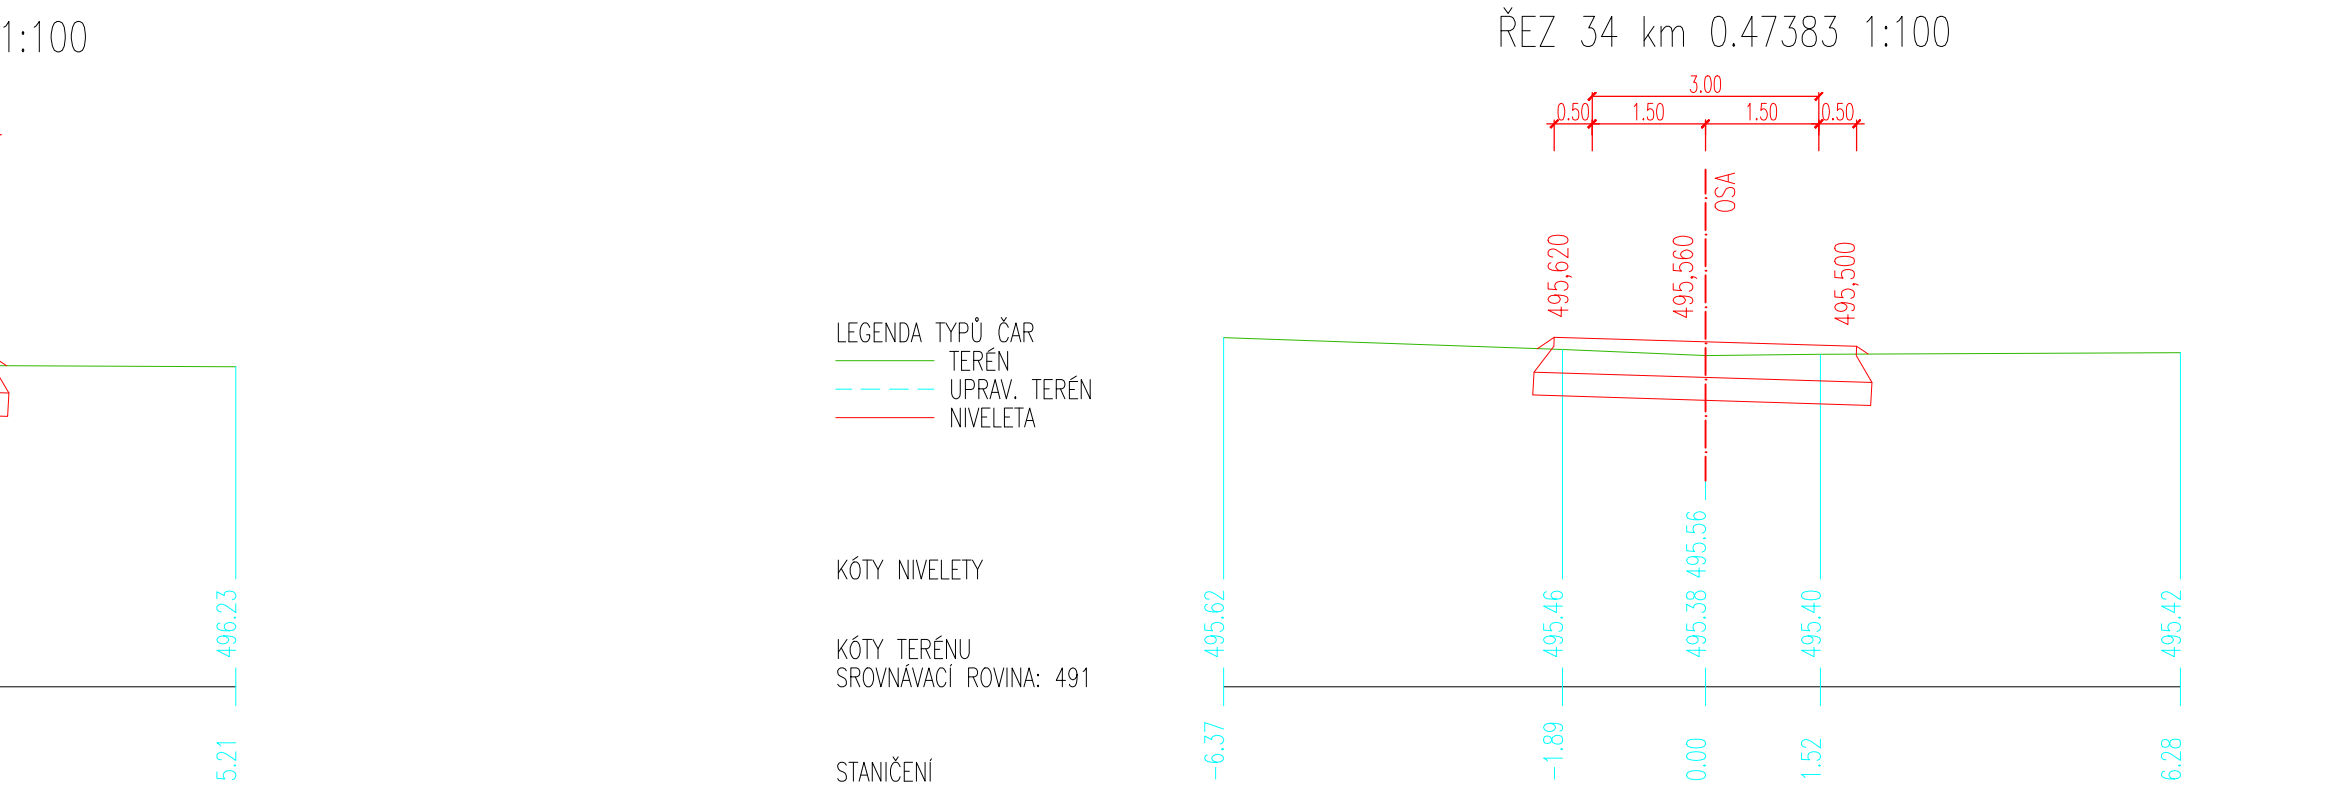 1:100
ŘEZ 34 km 0.47383 1:100
3.00
0.50 1.50 1.50 0.50
OSA
495,620 495,560 495,500
LEGENDA TYPŮ ČAR
TERÉN
UPRAV. TERÉN
NIVELETA
KÓTY NIVELETY
495.56
KÓTY TERÉNU
496.23
495.62 495.46 495.38 495.40 495.42
SROVNÁVACÍ ROVINA: 491
STANIČENÍ
5.21
-6.37 -1.89 0.00 1.52 6.28